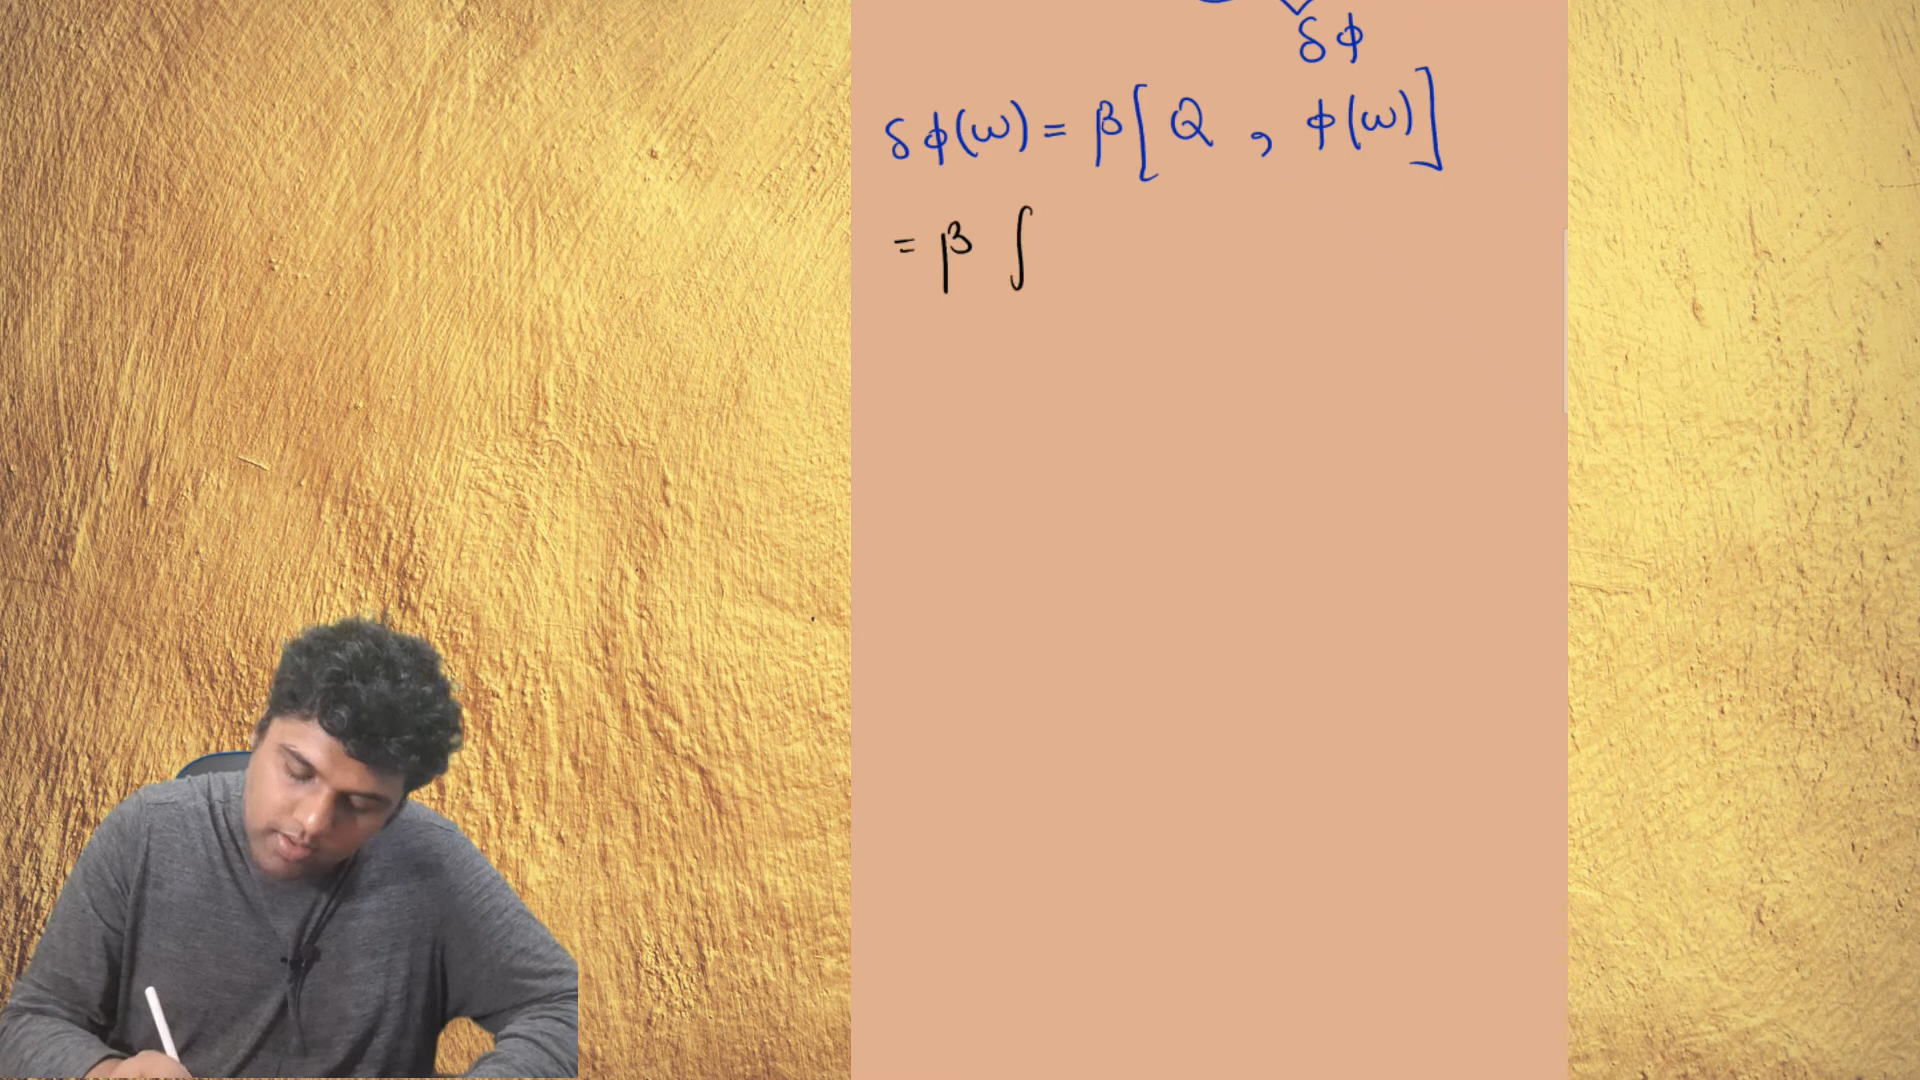 δφ
δφ(ω) = β[Q , φ(ω)]
= β ∫